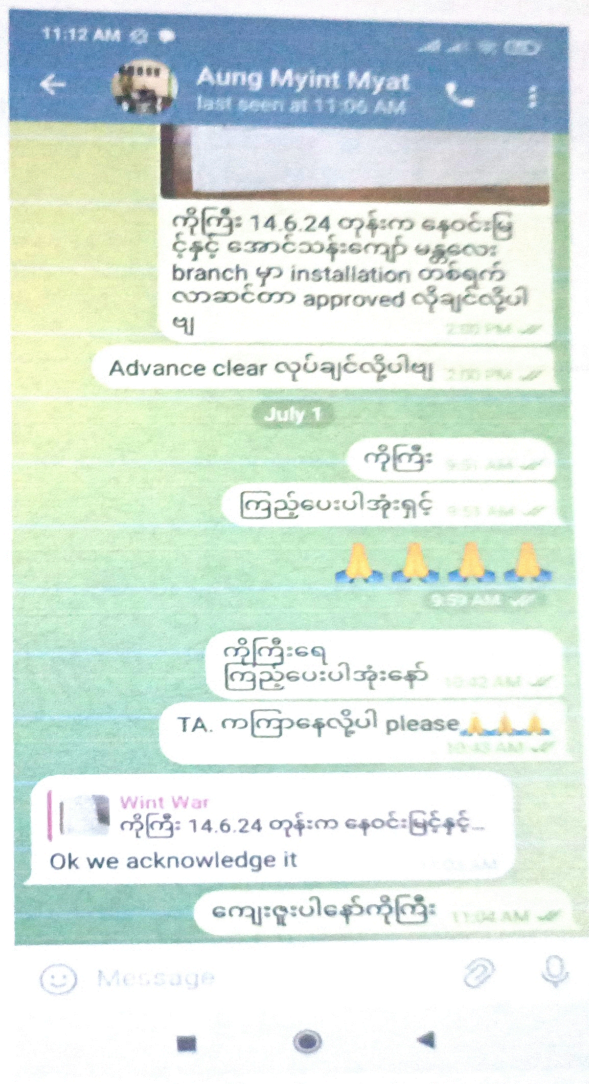 11:12 AM
Aung Myint Myat
last seen at 11:06 AM
ကိုကြီး 14.6.24 တုန်းက နေဝင်းမြ
င့်နှင့် အောင်သန်းကျော် မန္တလေး
branch မှာ installation တစ်ရက်
လာဆင်တာ approved လိုချင်လို့ပါ
ဗျ
2:00 PM
Advance clear လုပ်ချင်လို့ပါဗျ 2:00 PM
July 1
ကိုကြီး 9:51 AM
ကြည့်ပေးပါအုံးရှင့် 9:51 AM
🙏🙏🙏🙏
9:59 AM
ကိုကြီးရေ
ကြည့်ပေးပါအုံးနော် 10:42 AM
TA. ကကြာနေလို့ပါ please🙏🙏🙏
10:43 AM
Wint War
ကိုကြီး 14.6.24 တုန်းက နေဝင်းမြင့်နှင့်...
Ok we acknowledge it
ကျေးဇူးပါနော်ကိုကြီး 11:04 AM
Message